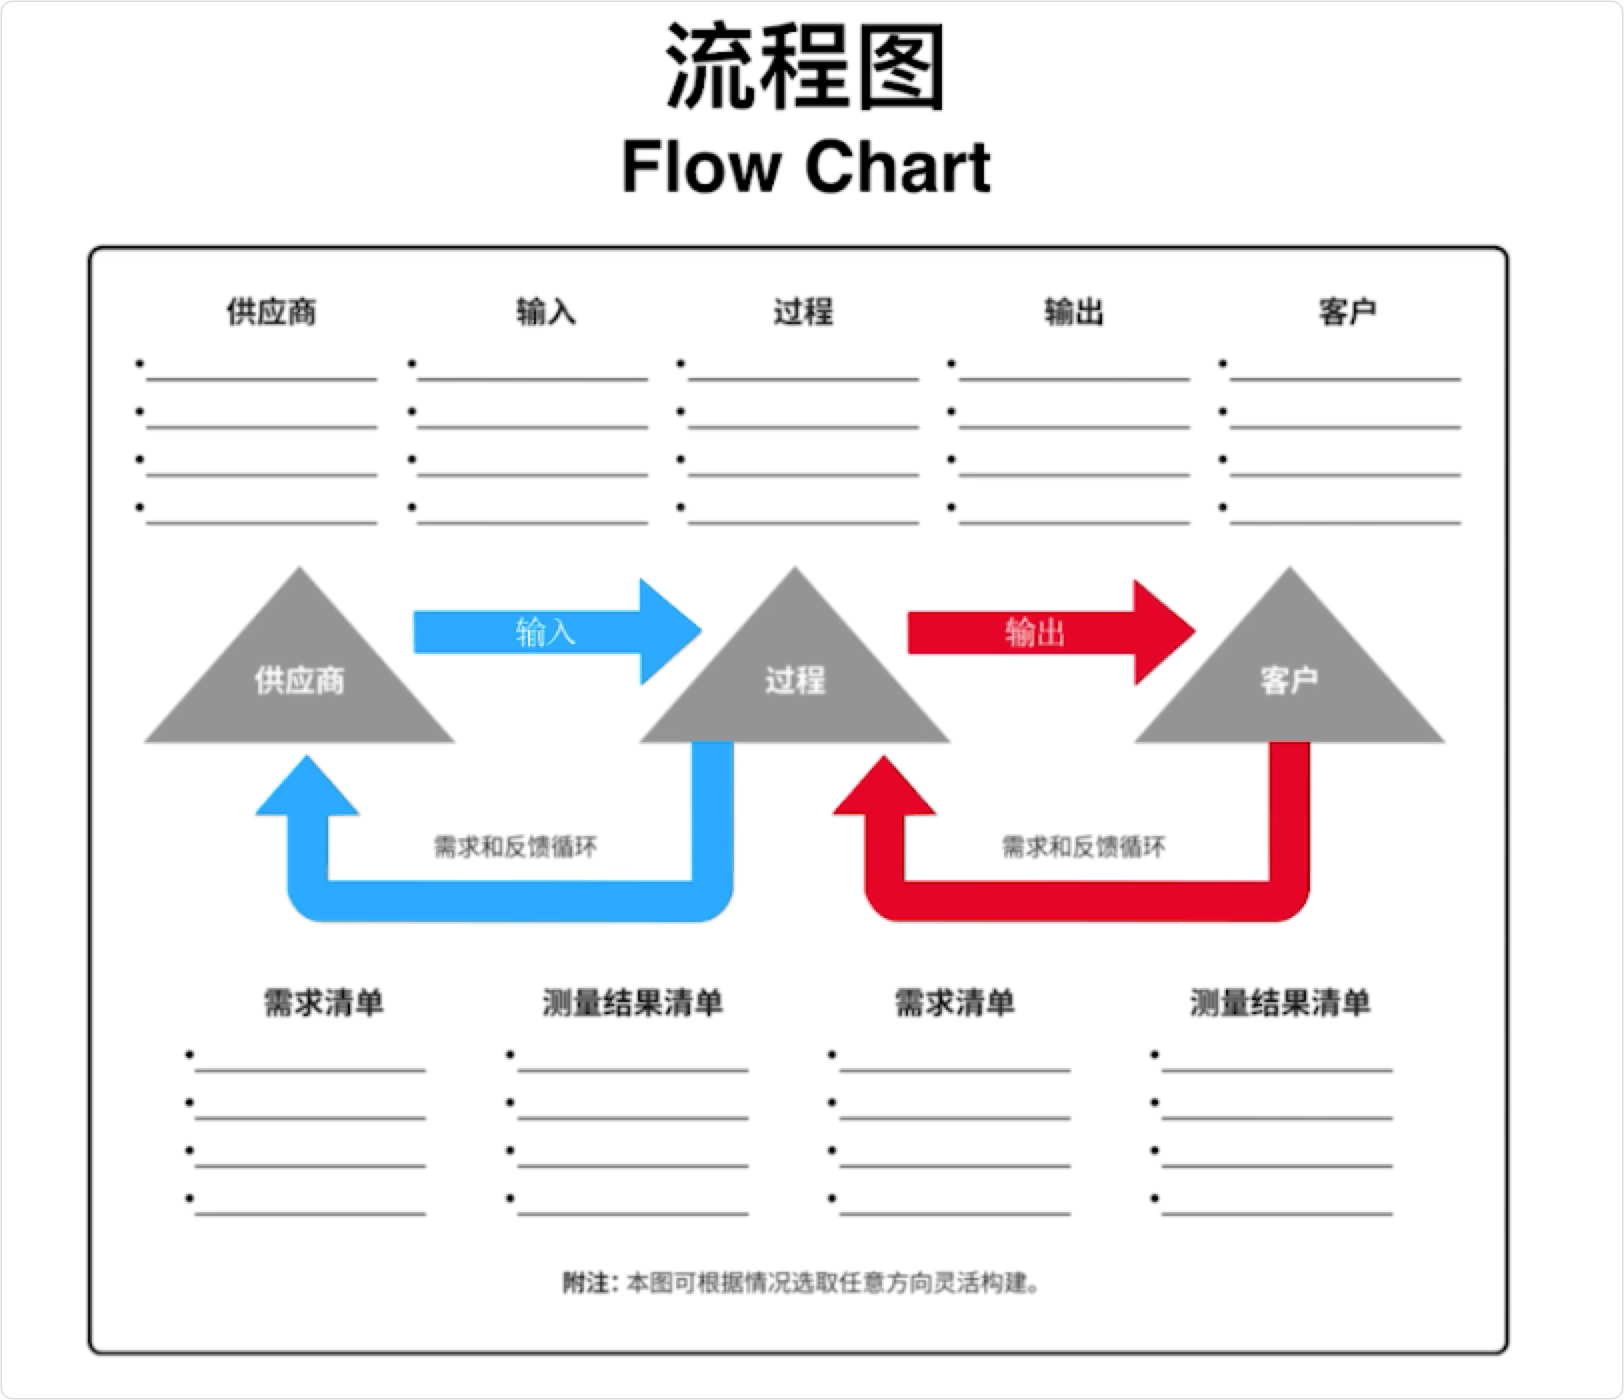 流程图
Flow Chart
供应商 输入 过程 输出 客户
输入 输出
供应商 过程 客户
需求和反馈循环 需求和反馈循环
需求清单 测量结果清单 需求清单 测量结果清单
附注：本图可根据情况选取任意方向灵活构建。